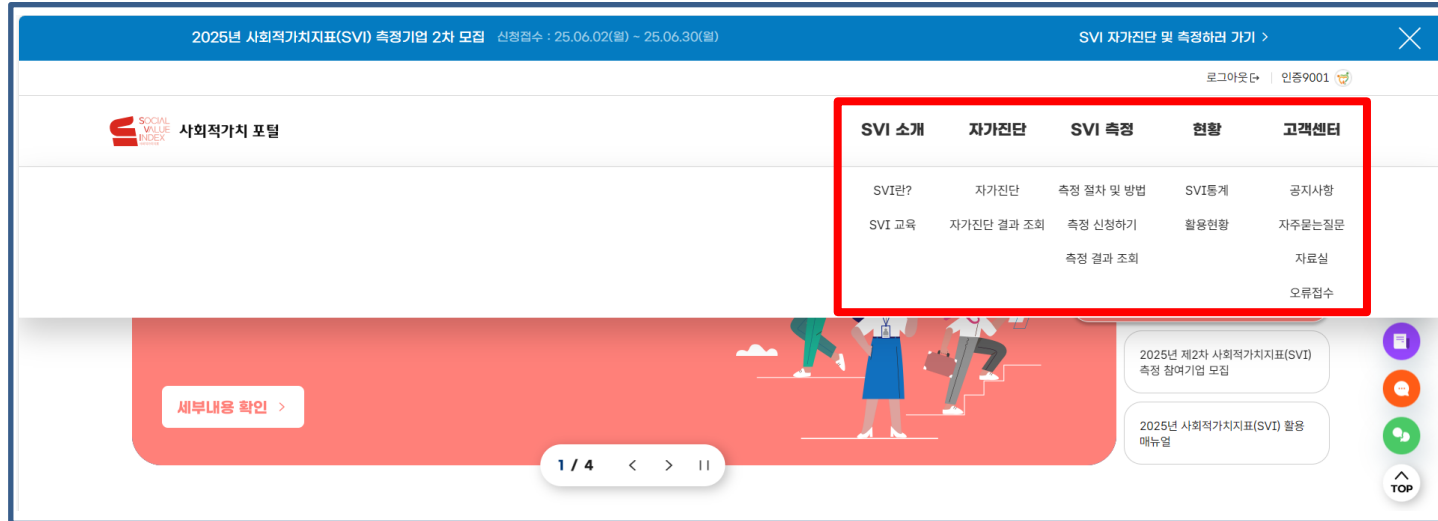 2025년 사회적가치지표(SVI) 측정기업 2차 모집 신청접수 : 25.06.02(월) ~ 25.06.30(월) SVI 자가진단 및 측정하러 가기 >
로그아웃 인증9001
SOCIAL
VALUE
INDEX
사회적가치 포털
SVI 소개 자가진단 SVI 측정 현황 고객센터
SVI란? 자가진단 측정 절차 및 방법 SVI통계 공지사항
SVI 교육 자가진단 결과 조회 측정 신청하기 활용현황 자주묻는질문
측정 결과 조회 자료실
오류접수
2025년 제2차 사회적가치지표(SVI)
측정 참여기업 모집
세부내용 확인 >
2025년 사회적가치지표(SVI) 활용
매뉴얼
1 / 4 < >
TOP